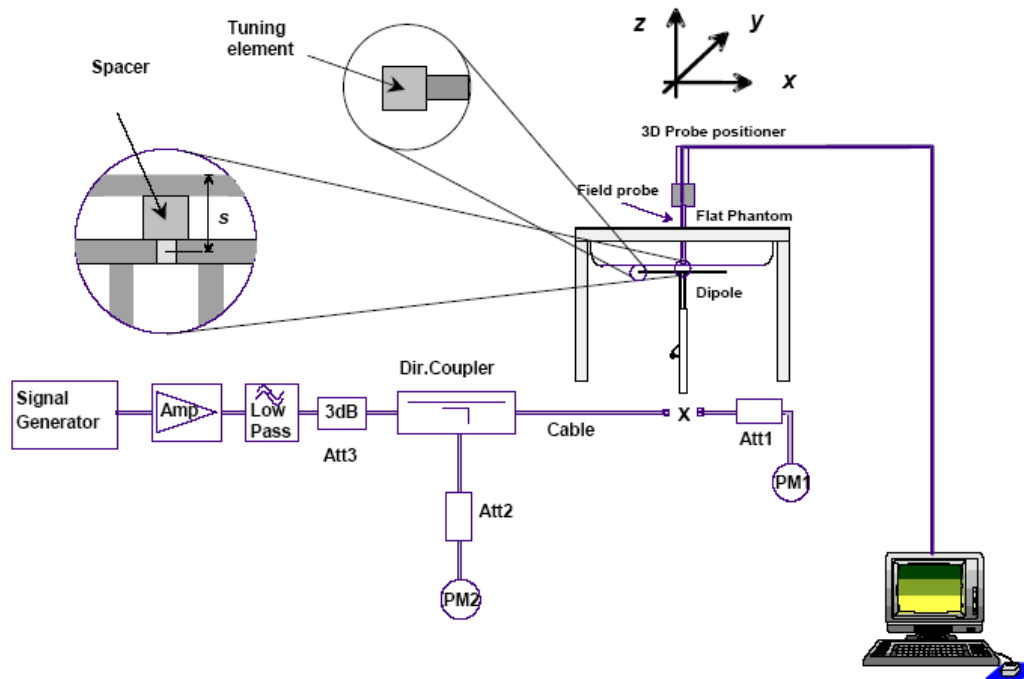 Tuning
element
Spacer
s
z
y
x
3D Probe positioner
Field probe
Flat Phantom
Dipole
Signal
Generator
Amp
Low
Pass
3dB
Att3
Dir.Coupler
Cable
X
Att1
PM1
Att2
PM2